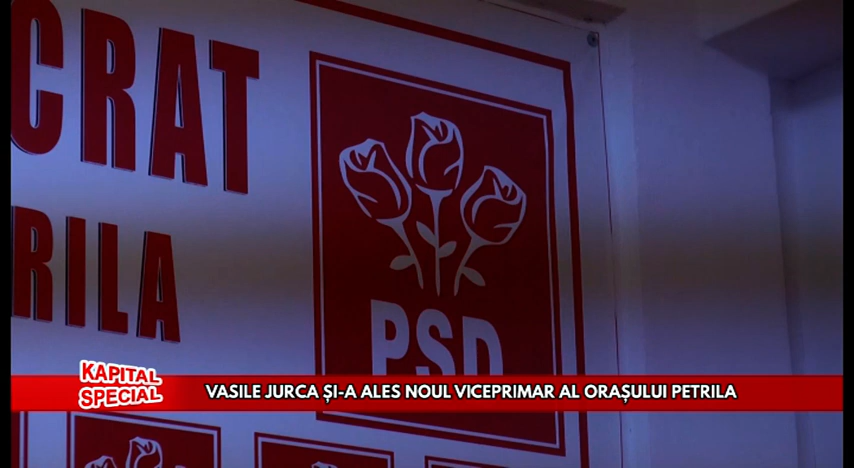 CRAT
RILA
PSD
KAPITAL
SPECIAL
VASILE JURCA ȘI-A ALES NOUL VICEPRIMAR AL ORAȘULUI PETRILA